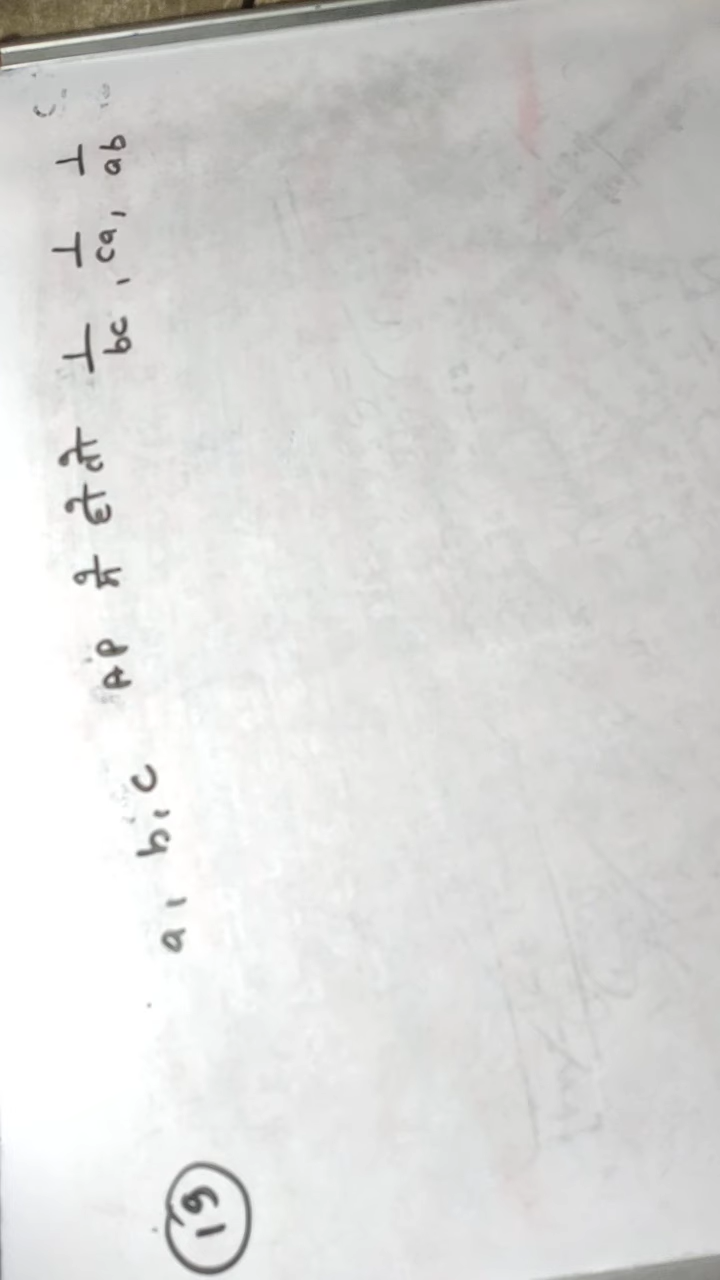 (19) a, b, c AP में हो तो 1/bc, 1/ca, 1/ab